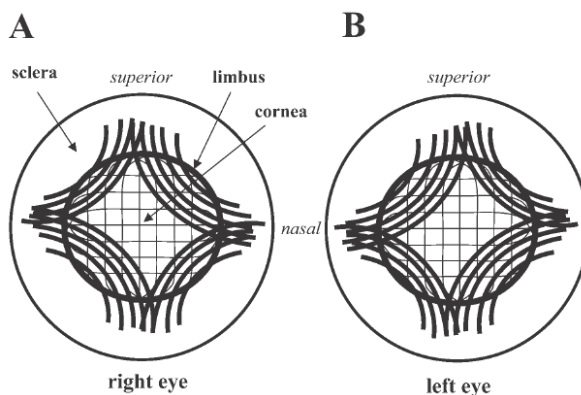 A
B
sclera
superior
limbus
superior
cornea
nasal
right eye
left eye